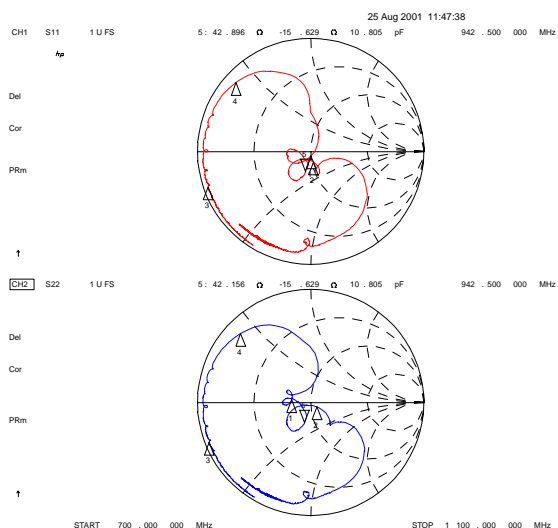 25 Aug 2001 11:47:38
CH1 S11 1 U FS 5: 42 . 896 Ω -15 . 629 Ω 10 . 805 pF 942 . 500 000 MHz
hp
Del
4
Cor
5
PRm
2
3
↑
CH2 S22 1 U FS 5: 42 . 156 Ω -15 . 629 Ω 10 . 805 pF 942 . 500 000 MHz
Del
4
Cor
PRm
1 2
3
↑
START 700 . 000 000 MHz STOP 1 100 . 000 000 MHz